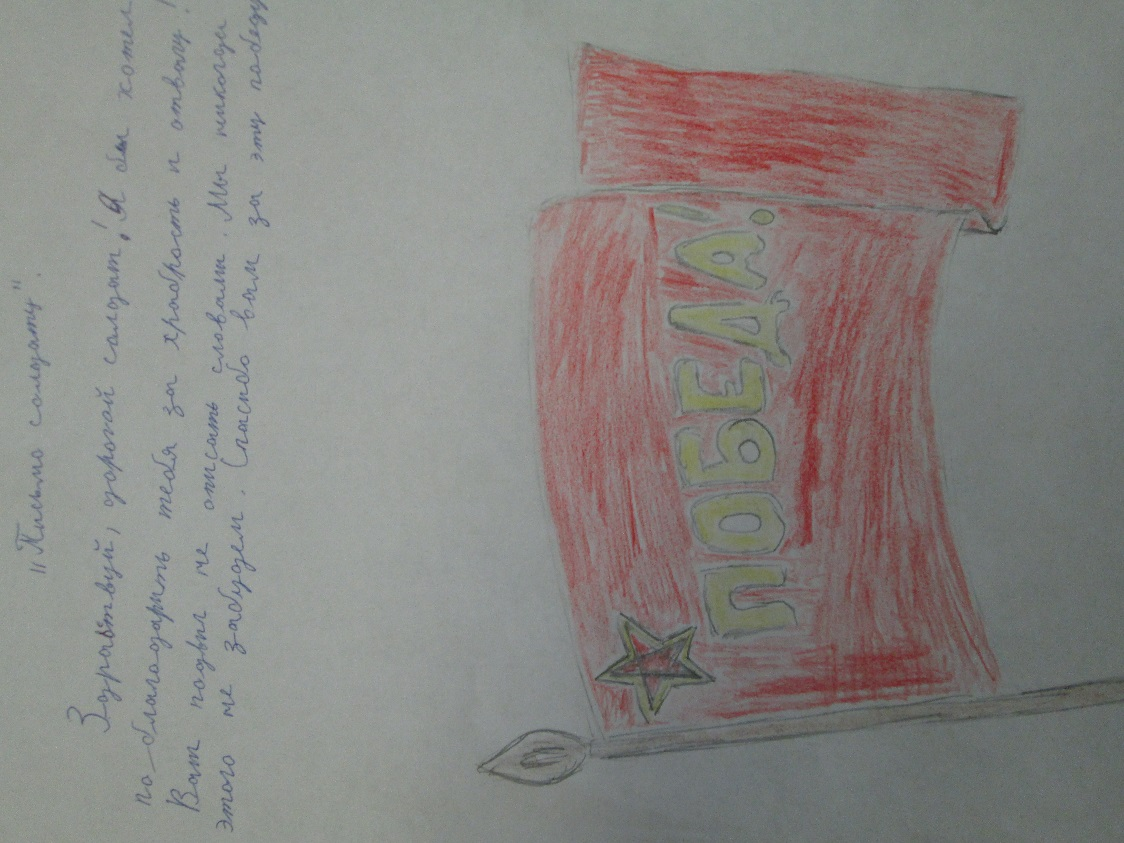 "Письмо солдату".
Здравствуй, дорогой солдат! Я бы хотел
по-благодарить тебя за храбрость и отвагу!
Ваш подвиг не описать словами. Мы никогда
этого не забудем. Спасибо вам за эту победу
ПОБЕДА!